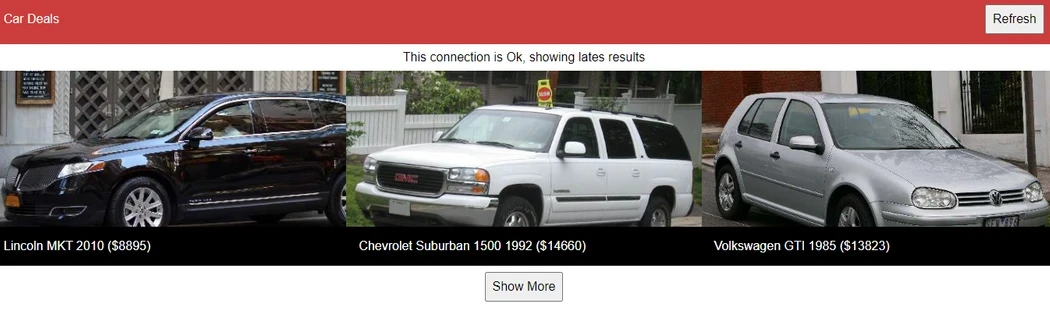 Car Deals
Refresh
This connection is Ok, showing lates results
GMC
Lincoln MKT 2010 ($8895)
Chevrolet Suburban 1500 1992 ($14660)
Volkswagen GTI 1985 ($13823)
Show More